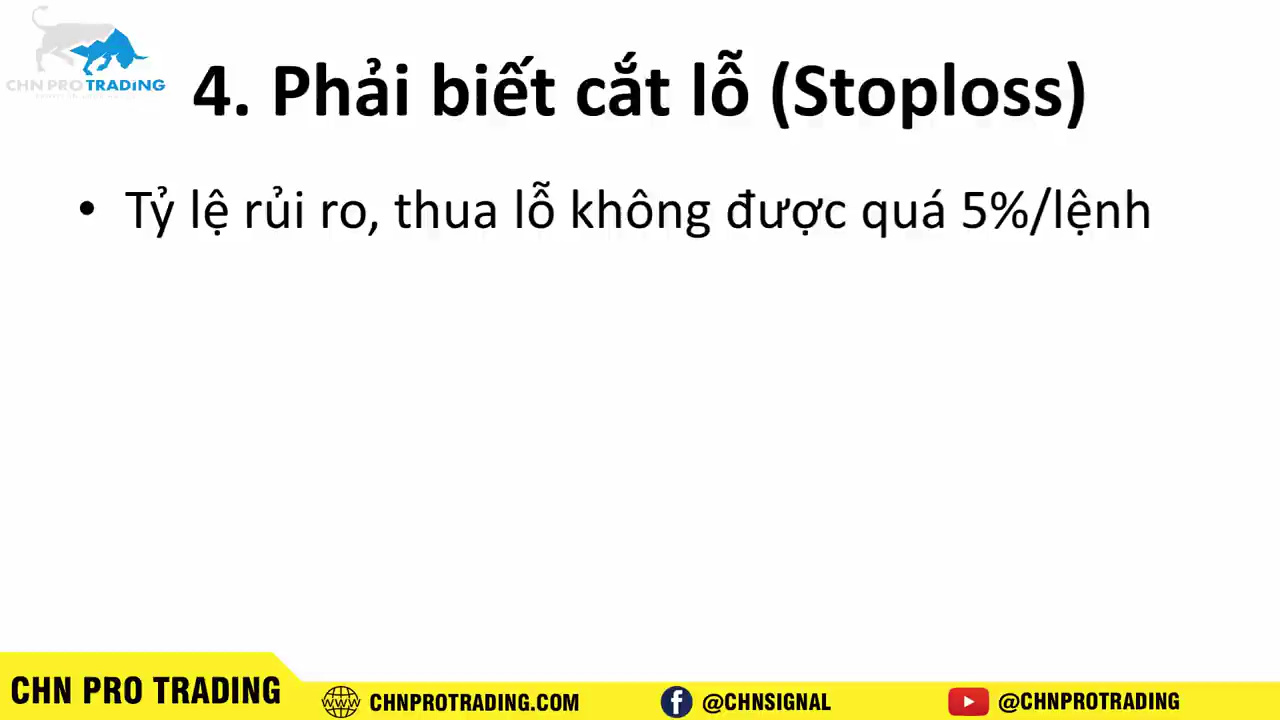 CHN PRO TRADING
4. Phải biết cắt lỗ (Stoploss)
• Tỷ lệ rủi ro, thua lỗ không được quá 5%/lệnh
CHN PRO TRADING
CHNPROTRADING.COM
@CHNSIGNAL
@CHNPROTRADING